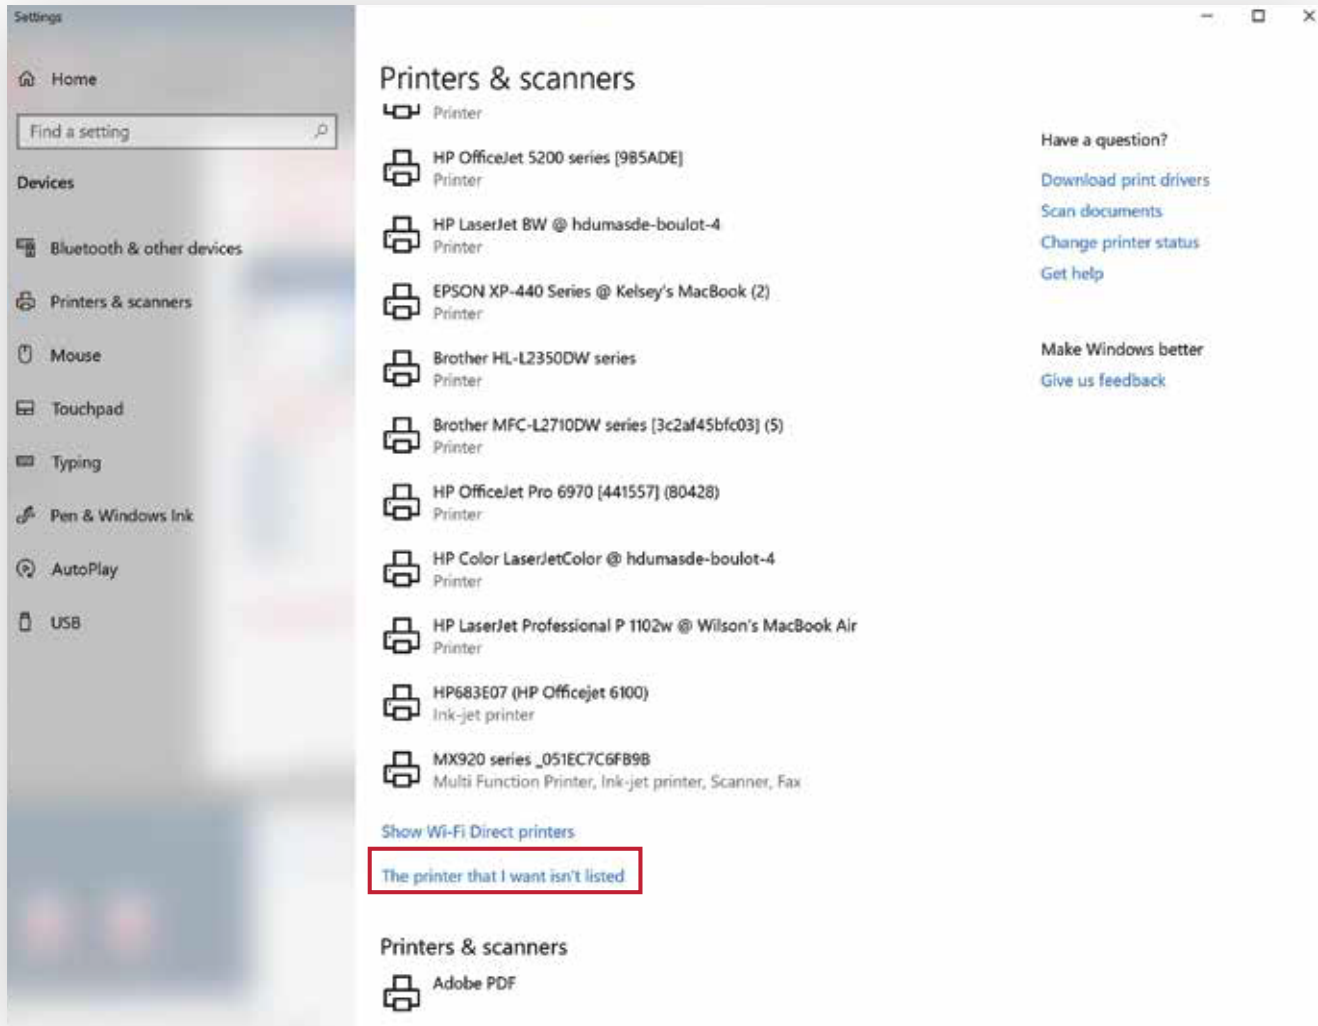 Settings
Home
Find a setting
Devices
Bluetooth & other devices
Printers & scanners
Mouse
Touchpad
Typing
Pen & Windows Ink
AutoPlay
USB
Printers & scanners
Printer
HP OfficeJet 5200 series [9B5ADE]
Printer
HP LaserJet BW @ hdumasde-boulot-4
Printer
EPSON XP-440 Series @ Kelsey's MacBook (2)
Printer
Brother HL-L2350DW series
Printer
Brother MFC-L2710DW series [3c2af45bfc03] (5)
Printer
HP OfficeJet Pro 6970 [441557] (80428)
Printer
HP Color LaserJetColor @ hdumasde-boulot-4
Printer
HP LaserJet Professional P 1102w @ Wilson's MacBook Air
Printer
HP683E07 (HP Officejet 6100)
Ink-jet printer
MX920 series _051EC7C6FB9B
Multi Function Printer, Ink-jet printer, Scanner, Fax
Show Wi-Fi Direct printers
The printer that I want isn't listed
Printers & scanners
Adobe PDF
Have a question?
Download print drivers
Scan documents
Change printer status
Get help
Make Windows better
Give us feedback